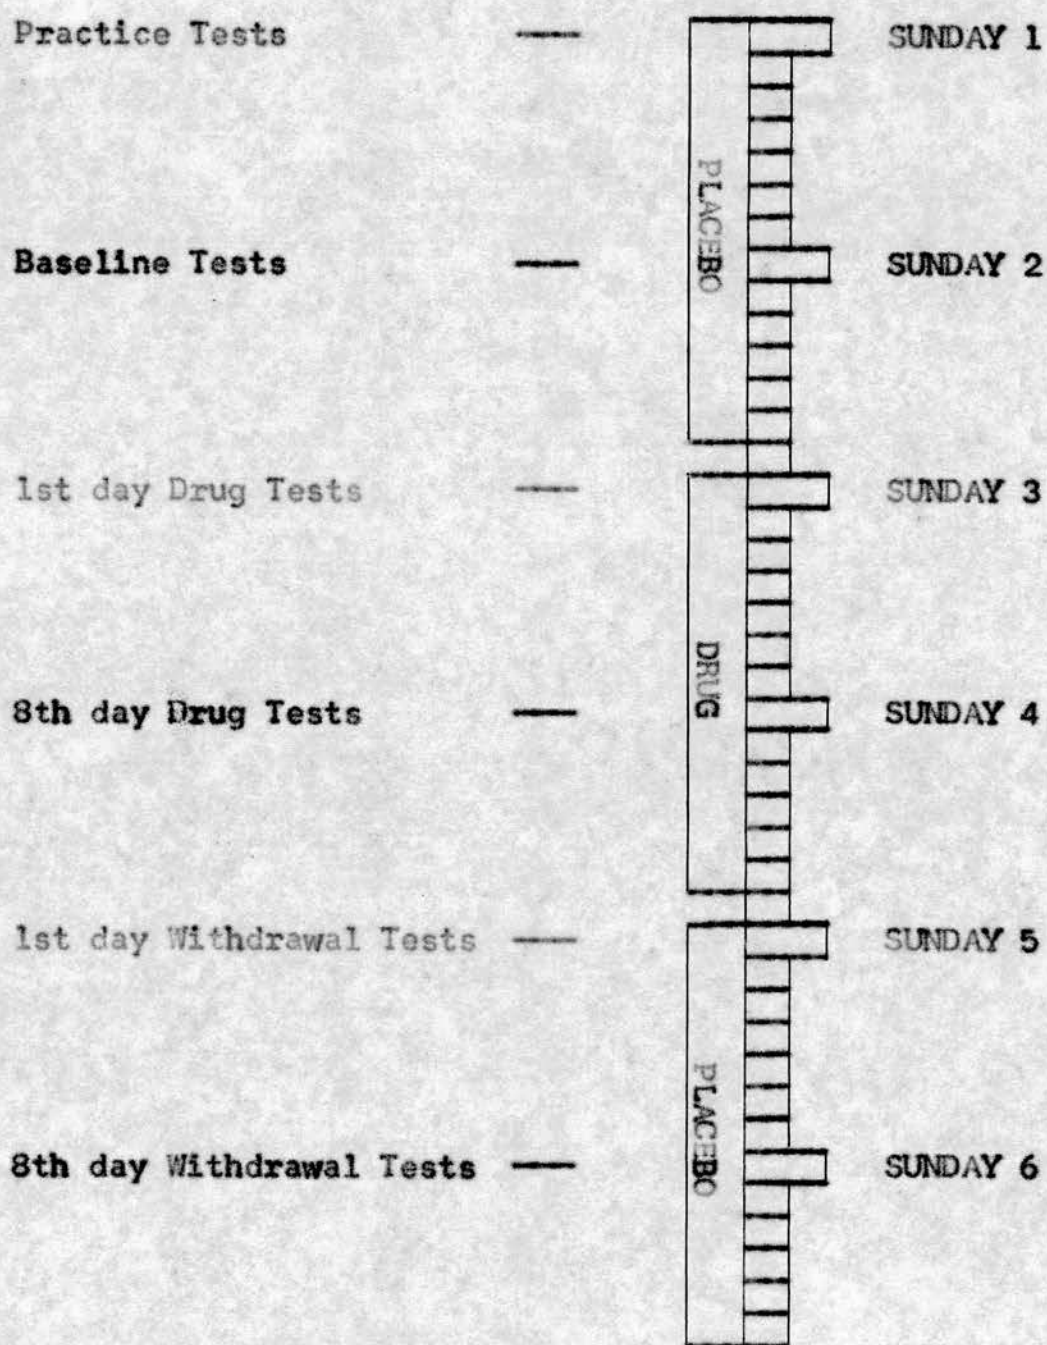 Practice Tests — SUNDAY 1
PLACEBO
Baseline Tests — SUNDAY 2
1st day Drug Tests — SUNDAY 3
DRUG
8th day Drug Tests — SUNDAY 4
1st day Withdrawal Tests — SUNDAY 5
PLACEBO
8th day Withdrawal Tests — SUNDAY 6